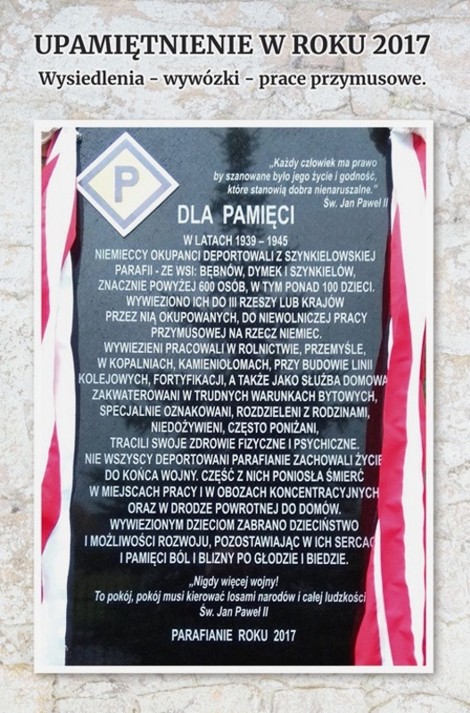 UPAMIĘTNIENIE W ROKU 2017
Wysiedlenia - wywózki - prace przymusowe.
P
„Każdy człowiek ma prawo
by szanowane było jego życie i godność,
które stanowią dobra nienaruszalne.”
Św. Jan Paweł II
DLA PAMIĘCI
W LATACH 1939 – 1945
NIEMIECCY OKUPANCI DEPORTOWALI Z SZYNKIELOWSKIEJ
PARAFII - ZE WSI: BĘBNÓW, DYMEK I SZYNKIELÓW,
ZNACZNIE POWYŻEJ 600 OSÓB, W TYM PONAD 100 DZIECI.
WYWIEZIONO ICH DO III RZESZY LUB KRAJÓW
PRZEZ NIĄ OKUPOWANYCH, DO NIEWOLNICZEJ PRACY
PRZYMUSOWEJ NA RZECZ NIEMIEC.
WYWIEZIENI PRACOWALI W ROLNICTWIE, PRZEMYŚLE,
W KOPALNIACH, KAMIENIOŁOMACH, PRZY BUDOWIE LINII
KOLEJOWYCH, FORTYFIKACJI, A TAKŻE JAKO SŁUŻBA DOMOWA
ZAKWATEROWANI W TRUDNYCH WARUNKACH BYTOWYCH,
SPECJALNIE OZNAKOWANI, ROZDZIELENI Z RODZINAMI,
NIEDOŻYWIENI, CZĘSTO PONIŻANI,
TRACILI SWOJE ZDROWIE FIZYCZNE I PSYCHICZNE.
NIE WSZYSCY DEPORTOWANI PARAFIANIE ZACHOWALI ŻYCIE
DO KOŃCA WOJNY. CZĘŚĆ Z NICH PONIOSŁA ŚMIERĆ
W MIEJSCACH PRACY I W OBOZACH KONCENTRACYJNYCH
ORAZ W DRODZE POWROTNEJ DO DOMÓW.
WYWIEZIONYM DZIECIOM ZABRANO DZIECIŃSTWO
I MOŻLIWOŚCI ROZWOJU, POZOSTAWIAJĄC W ICH SERCAC
I PAMIĘCI BÓL I BLIZNY PO GŁODZIE I BIEDZIE.
„Nigdy więcej wojny!
To pokój, pokój musi kierować losami narodów i całej ludzkości
Św. Jan Paweł II
PARAFIANIE ROKU 2017